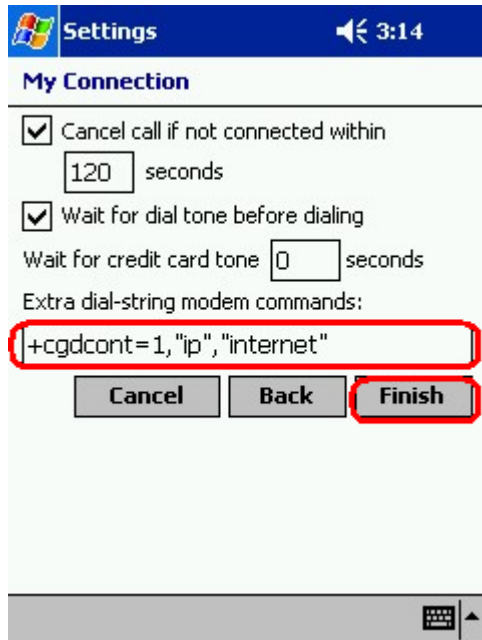 Settings 3:14
My Connection
Cancel call if not connected within
120 seconds
Wait for dial tone before dialing
Wait for credit card tone 0 seconds
Extra dial-string modem commands:
+cgdcont=1,"ip","internet"
Cancel Back Finish